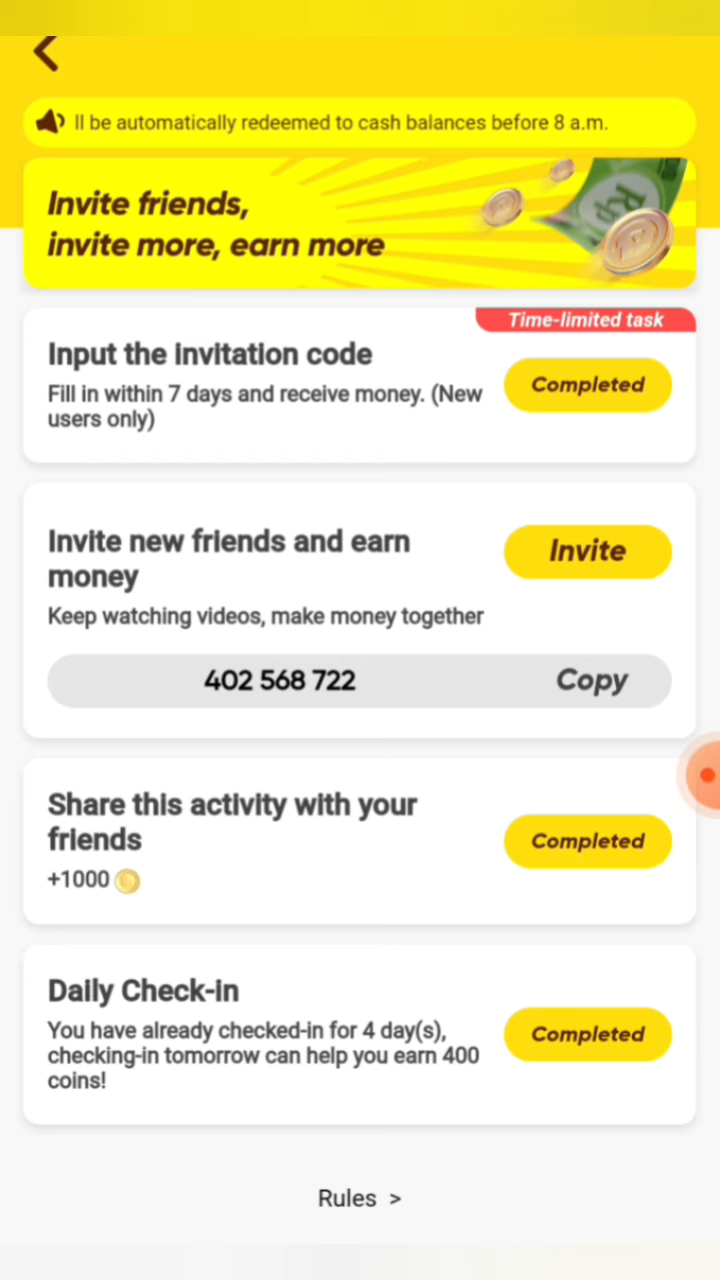 ll be automatically redeemed to cash balances before 8 a.m.
Invite friends,
invite more, earn more
Rp
Time-limited task
Input the invitation code
Fill in within 7 days and receive money. (New
users only)
Completed
Invite new friends and earn
money
Invite
Keep watching videos, make money together
402 568 722
Copy
Share this activity with your
friends
+1000
Completed
Daily Check-in
You have already checked-in for 4 day(s),
checking-in tomorrow can help you earn 400
coins!
Completed
Rules >